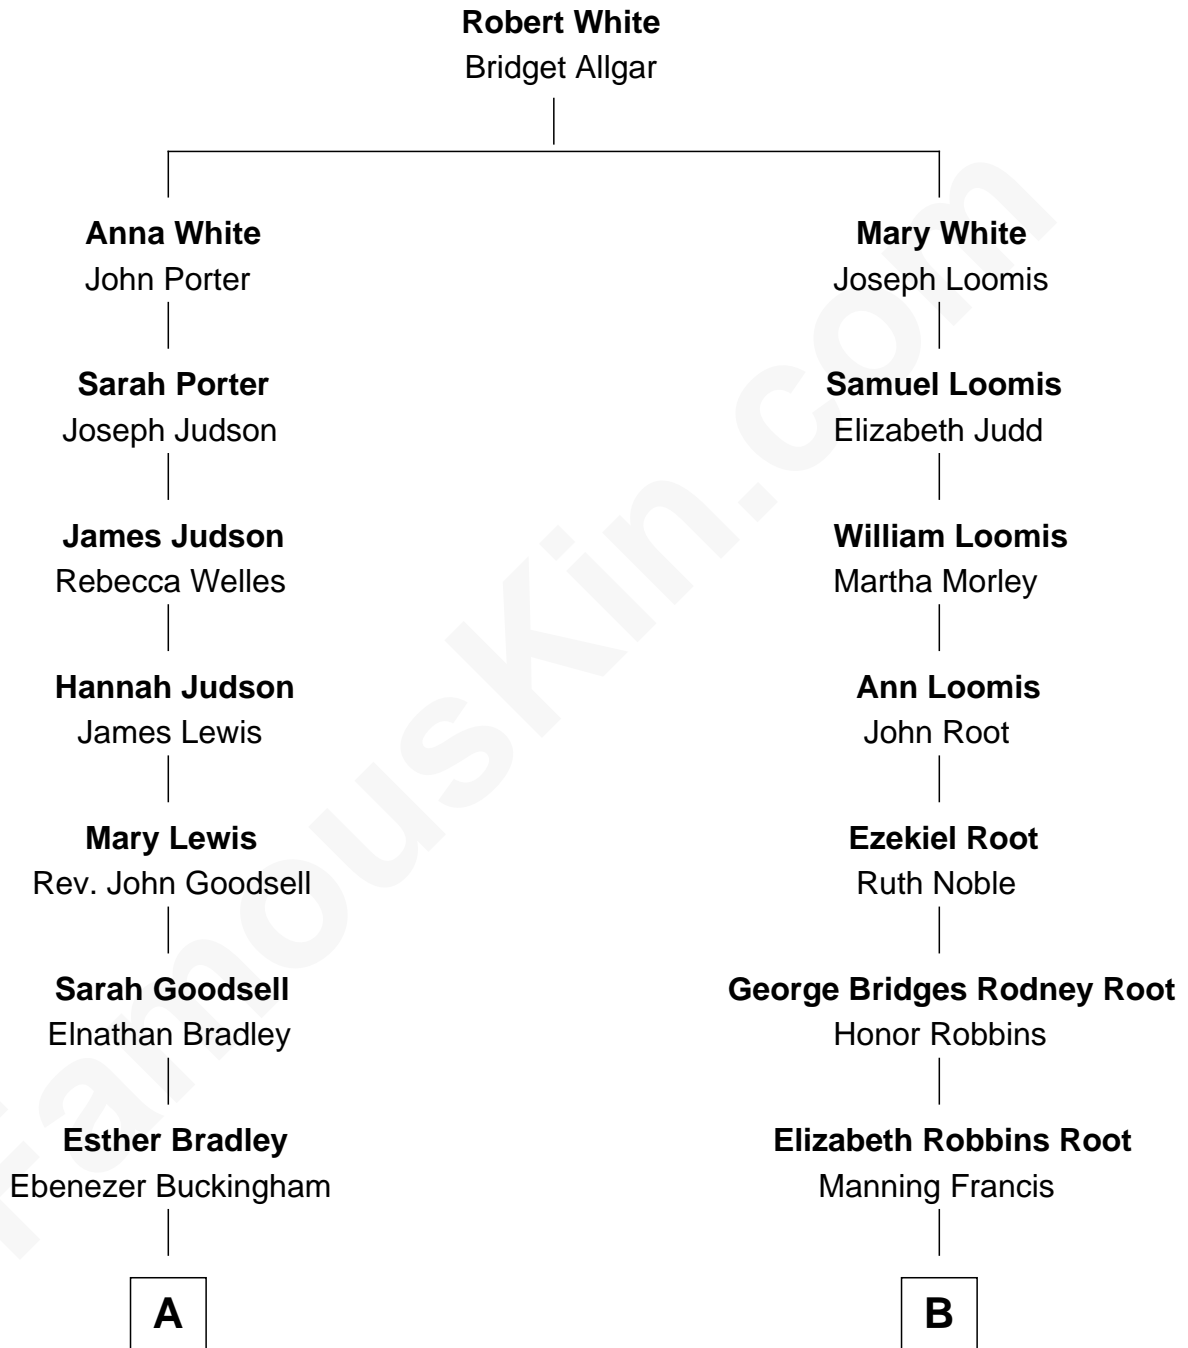 Robert White
Bridget Allgar
Anna White
John Porter
Mary White
Joseph Loomis
Sarah Porter
Joseph Judson
Samuel Loomis
Elizabeth Judd
James Judson
Rebecca Welles
William Loomis
Martha Morley
Hannah Judson
James Lewis
Ann Loomis
John Root
Mary Lewis
Rev. John Goodsell
Ezekiel Root
Ruth Noble
Sarah Goodsell
Elnathan Bradley
George Bridges Rodney Root
Honor Robbins
Esther Bradley
Ebenezer Buckingham
Elizabeth Robbins Root
Manning Francis
A
B
FamousKin.com